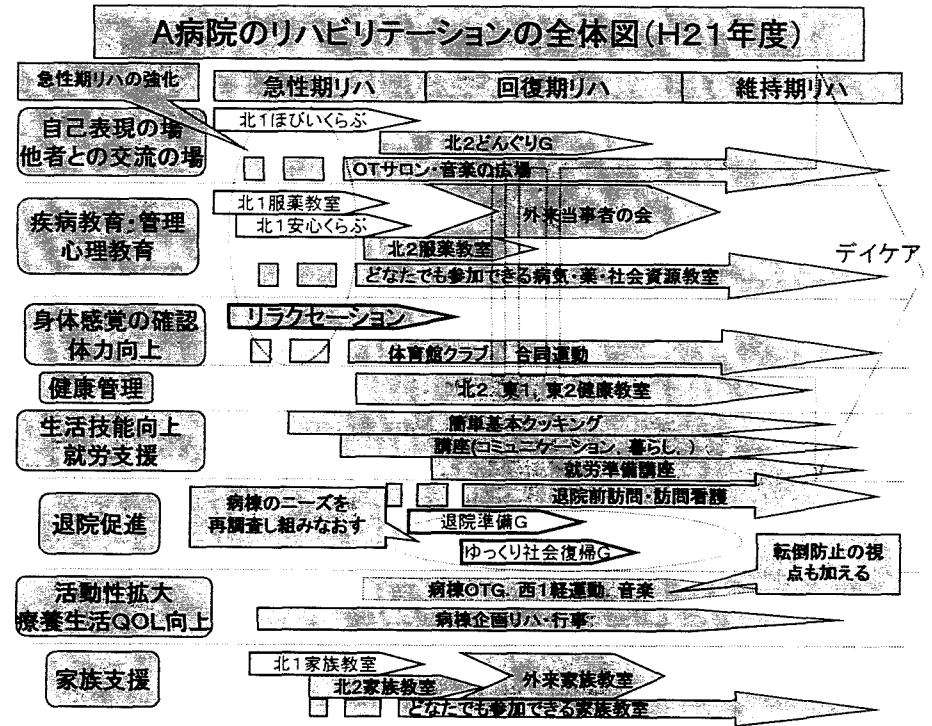 A病院のリハビリテーションの全体図(H21年度)
急性期リハの強化
急性期リハ
回復期リハ
維持期リハ
自己表現の場
他者との交流の場
北1ほびいくらぶ
北2どんぐりG
OTサロン・音楽の広場
疾病教育・管理
心理教育
北1服薬教室
北1安心くらぶ
外来当事者の会
北2服薬教室
どなたでも参加できる病気・薬・社会資源教室
デイケア
身体感覚の確認
体力向上
リラクセーション
体育館クラブ、合同運動
健康管理
北2、東1、東2健康教室
生活技能向上
就労支援
簡単基本クッキング
講座(コミュニケーション、暮らし、)
就労準備講座
退院促進
病棟のニーズを
再調査し組みなおす
退院前訪問・訪問看護
退院準備G
ゆっくり社会復帰G
転倒防止の視
点も加える
活動性拡大
療養生活QOL向上
病棟OTG、西1軽運動、音楽
病棟企画リハ・行事
家族支援
北1家族教室
北2家族教室
外来家族教室
どなたでも参加できる家族教室